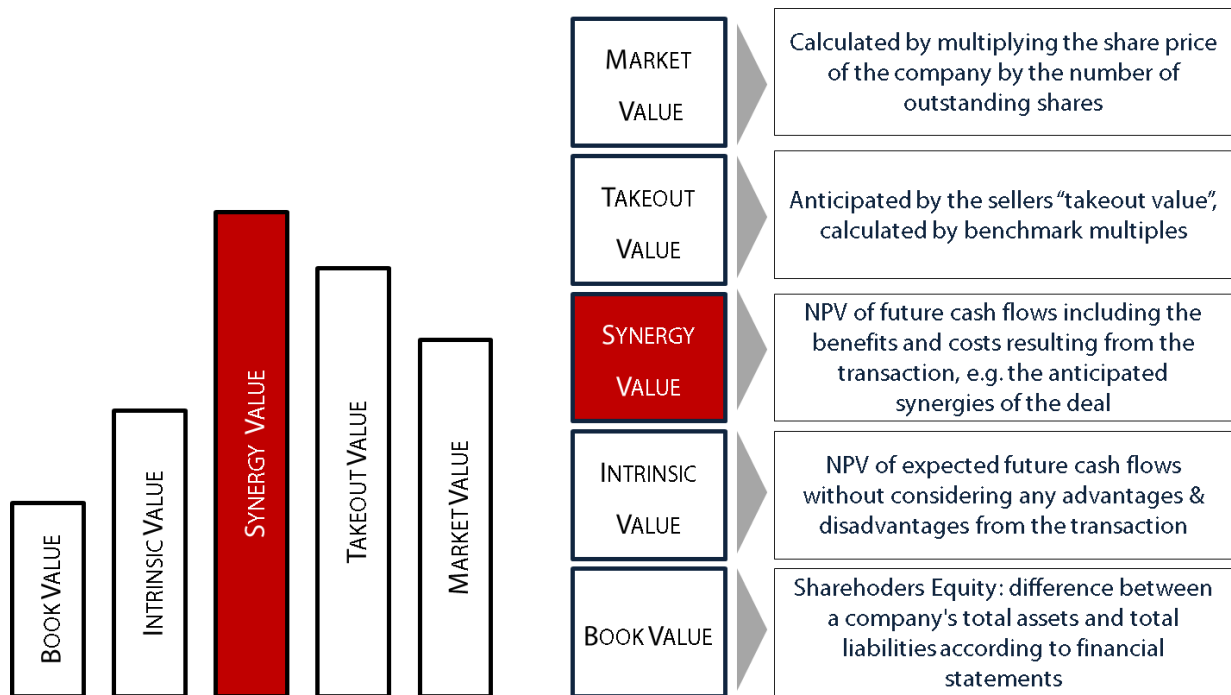 BOOK VALUE
INTRINSIC VALUE
SYNERGY VALUE
TAKEOUT VALUE
MARKET VALUE
MARKET
VALUE
Calculated by multiplying the share price
of the company by the number of
outstanding shares
TAKEOUT
VALUE
Anticipated by the sellers “takeout value”,
calculated by benchmark multiples
SYNERGY
VALUE
NPV of future cash flows including the
benefits and costs resulting from the
transaction, e.g. the anticipated
synergies of the deal
INTRINSIC
VALUE
NPV of expected future cash flows
without considering any advantages &
disadvantages from the transaction
BOOK VALUE
Sharehoders Equity: difference between
a company's total assets and total
liabilities according to financial
statements